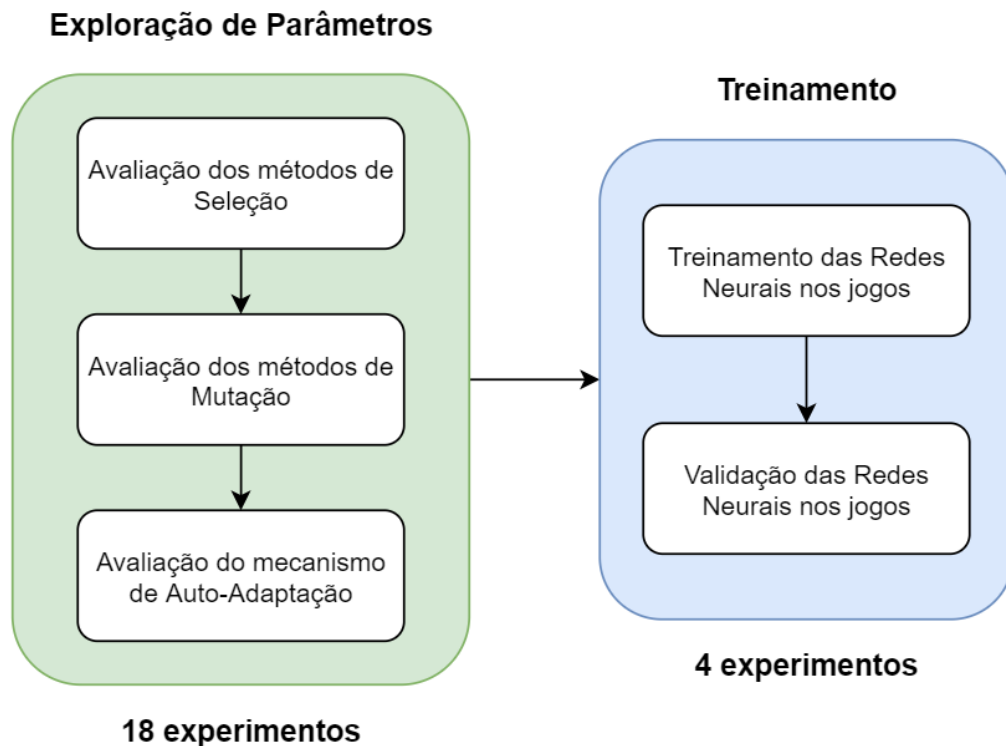 Exploração de Parâmetros
Avaliação dos métodos de
Seleção
Avaliação dos métodos de
Mutação
Avaliação do mecanismo
de Auto-Adaptação
18 experimentos
Treinamento
Treinamento das Redes
Neurais nos jogos
Validação das Redes
Neurais nos jogos
4 experimentos